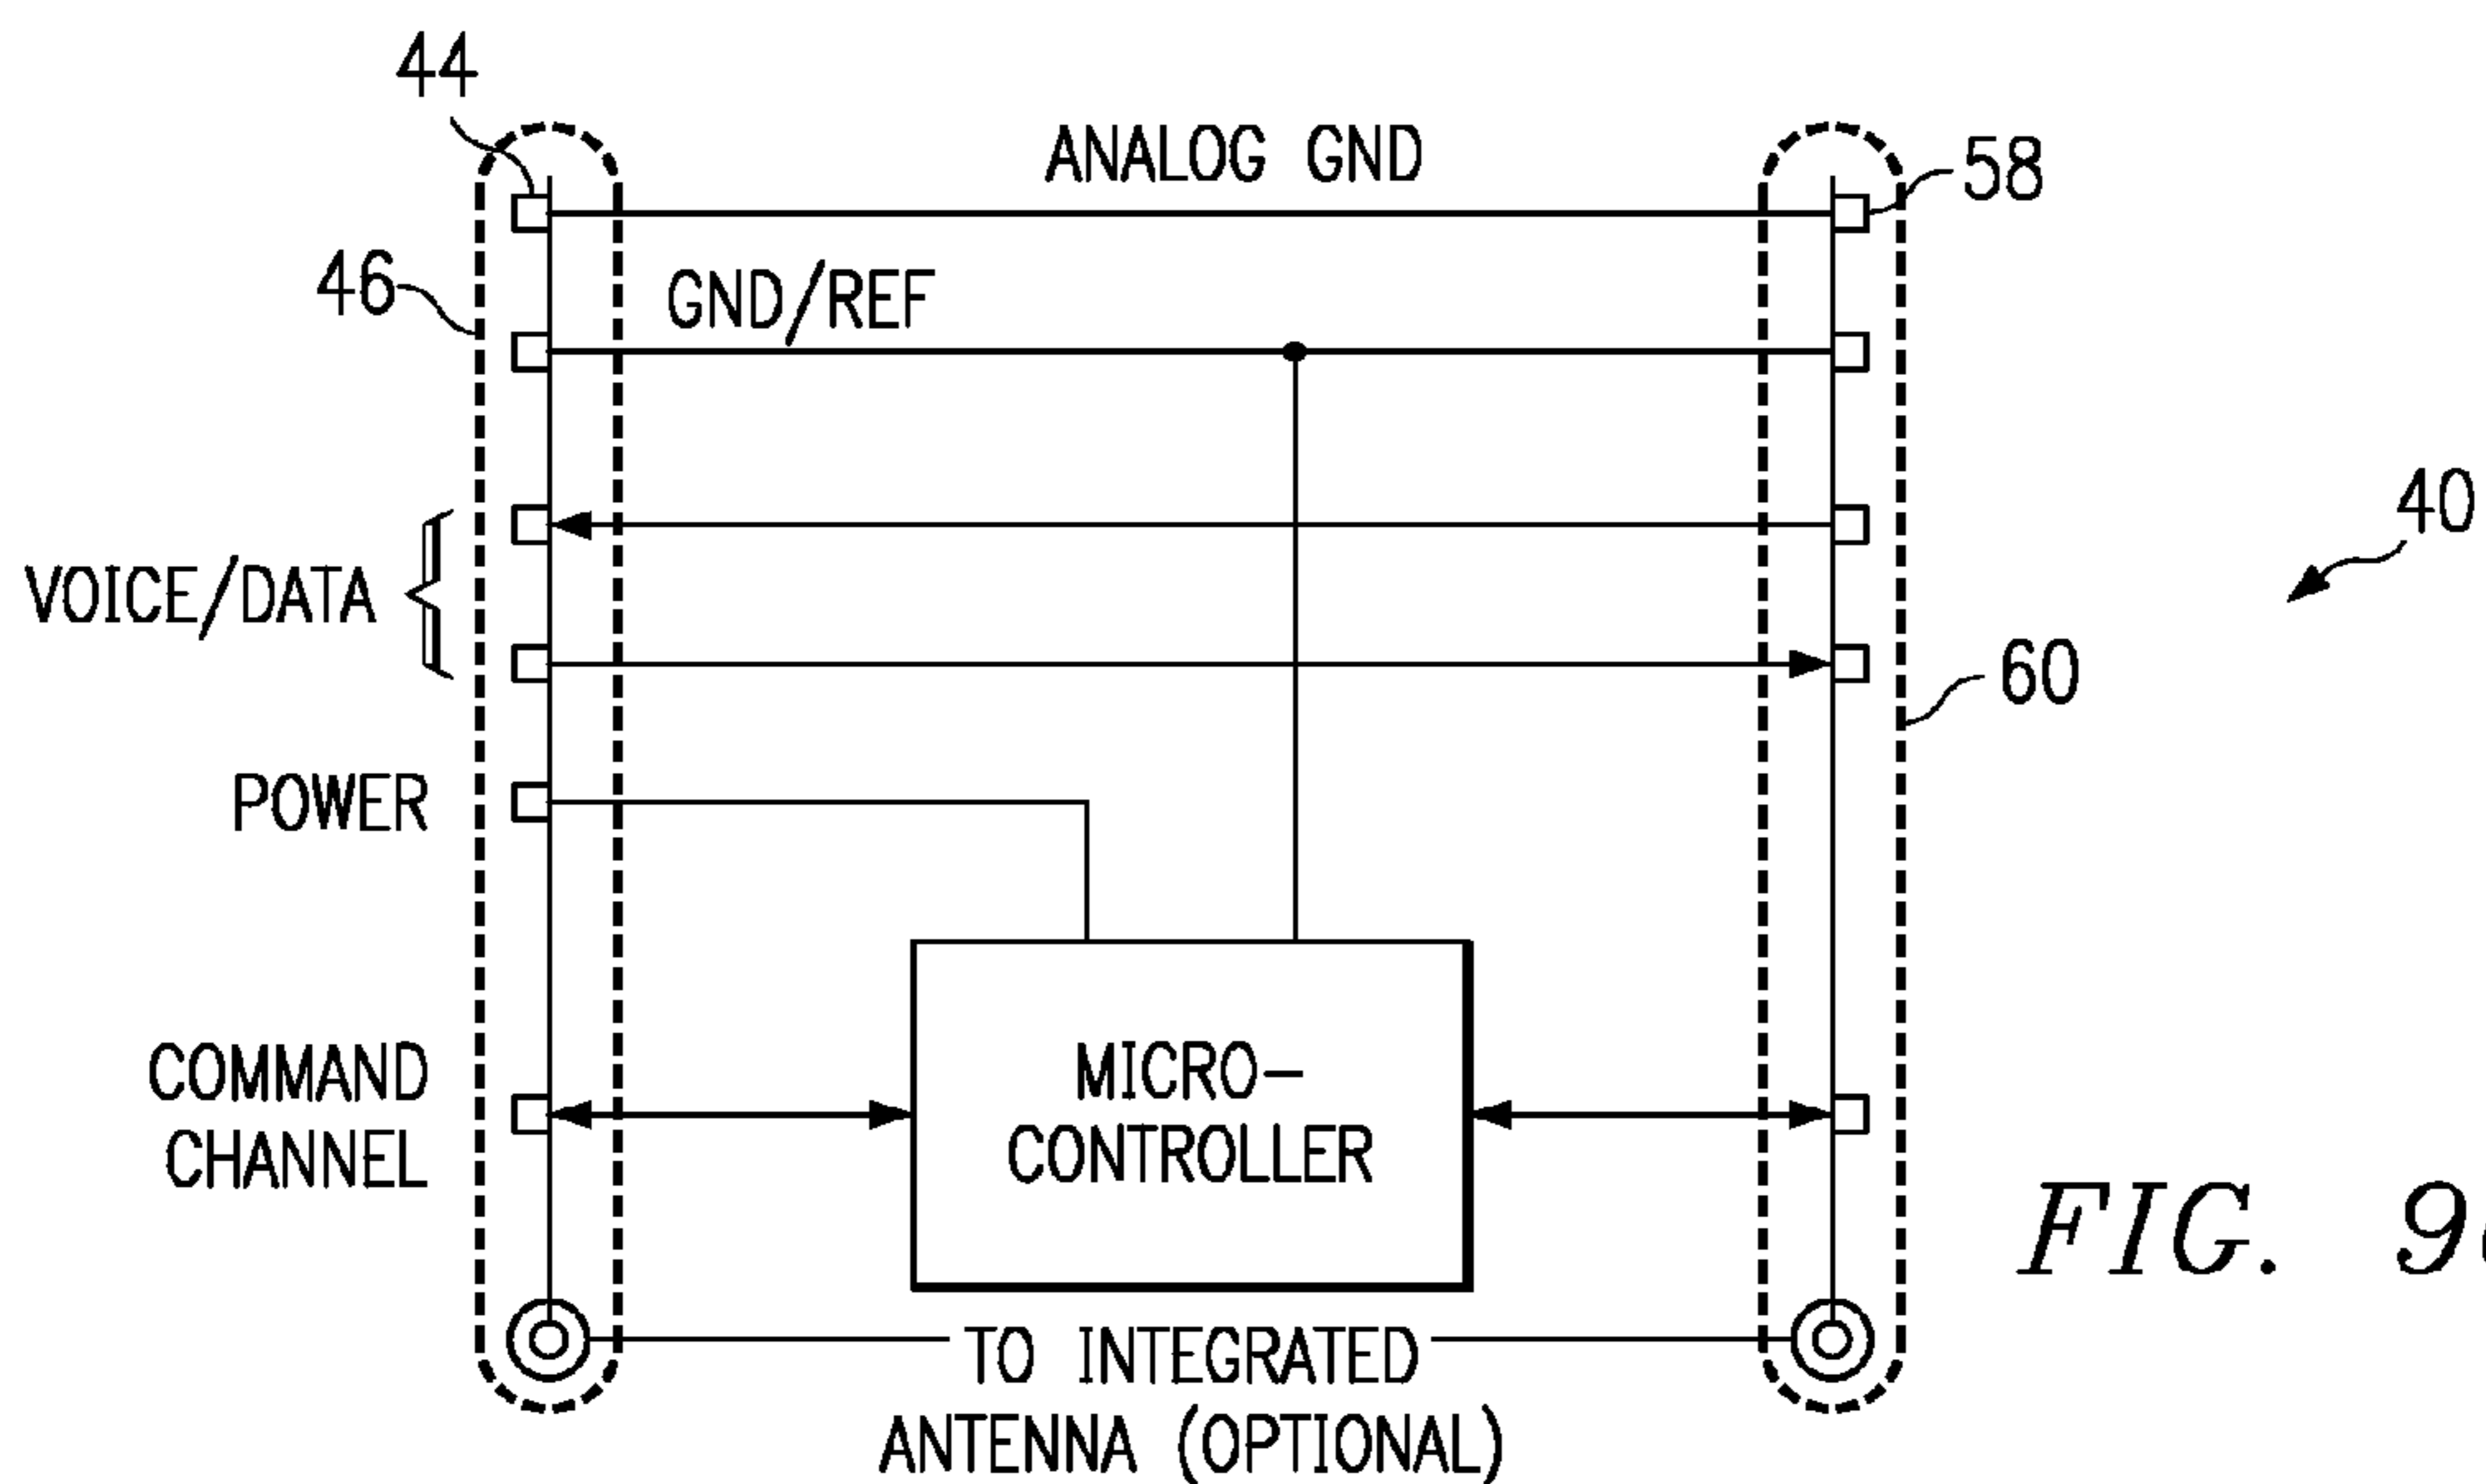 44
ANALOG GND
58
46
GND/REF
40
VOICE/DATA
60
POWER
COMMAND
CHANNEL
MICRO-
CONTROLLER
FIG.
TO INTEGRATED
ANTENNA (OPTIONAL)